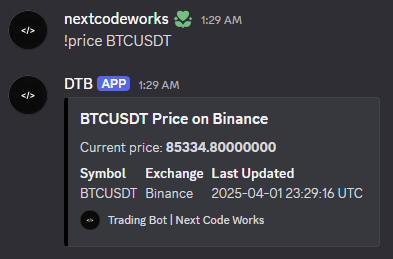 nextcodeworks 1:29 AM
!price BTCUSDT
DTB APP 1:29 AM
BTCUSDT Price on Binance
Current price: 85334.80000000
Symbol Exchange Last Updated
BTCUSDT Binance 2025-04-01 23:29:16 UTC
</> Trading Bot | Next Code Works